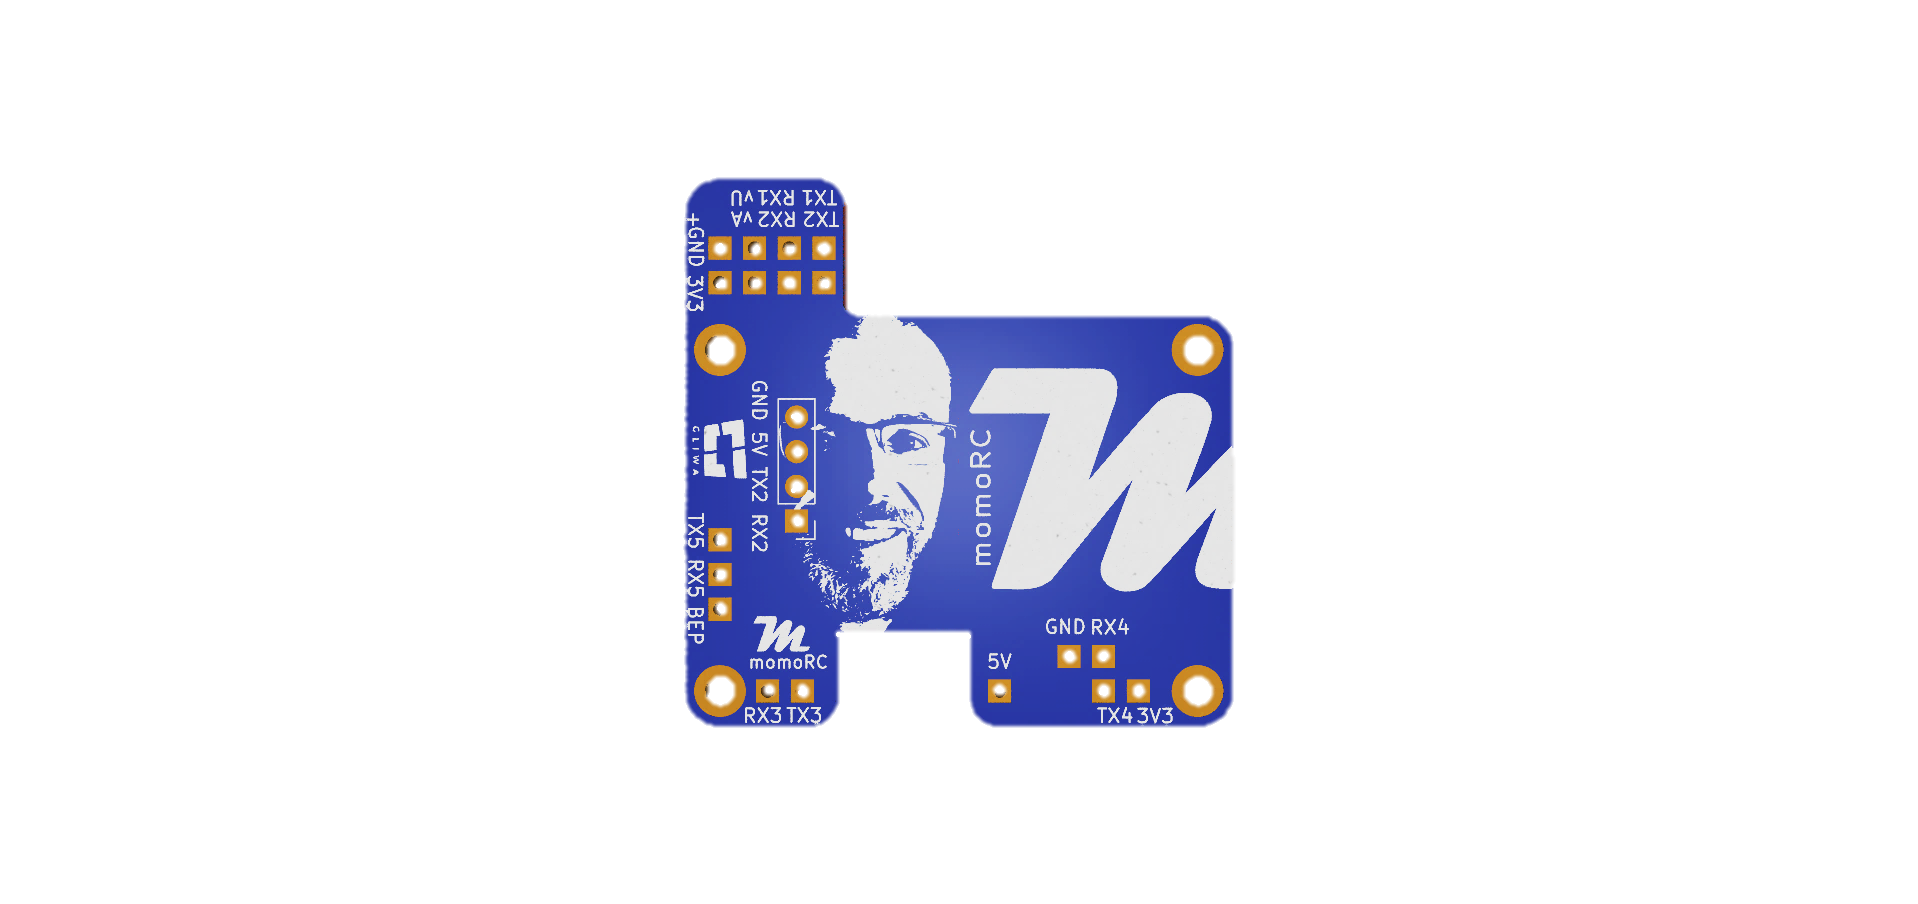 TX1 RX1 vU
TX2 RX2 vA
+GND 3V3
GND 5V TX2 RX2
GLIWA
momoRC
TX5 RX5 BEP
GND RX4
momoRC
5V
RX3 TX3
TX4 3V3